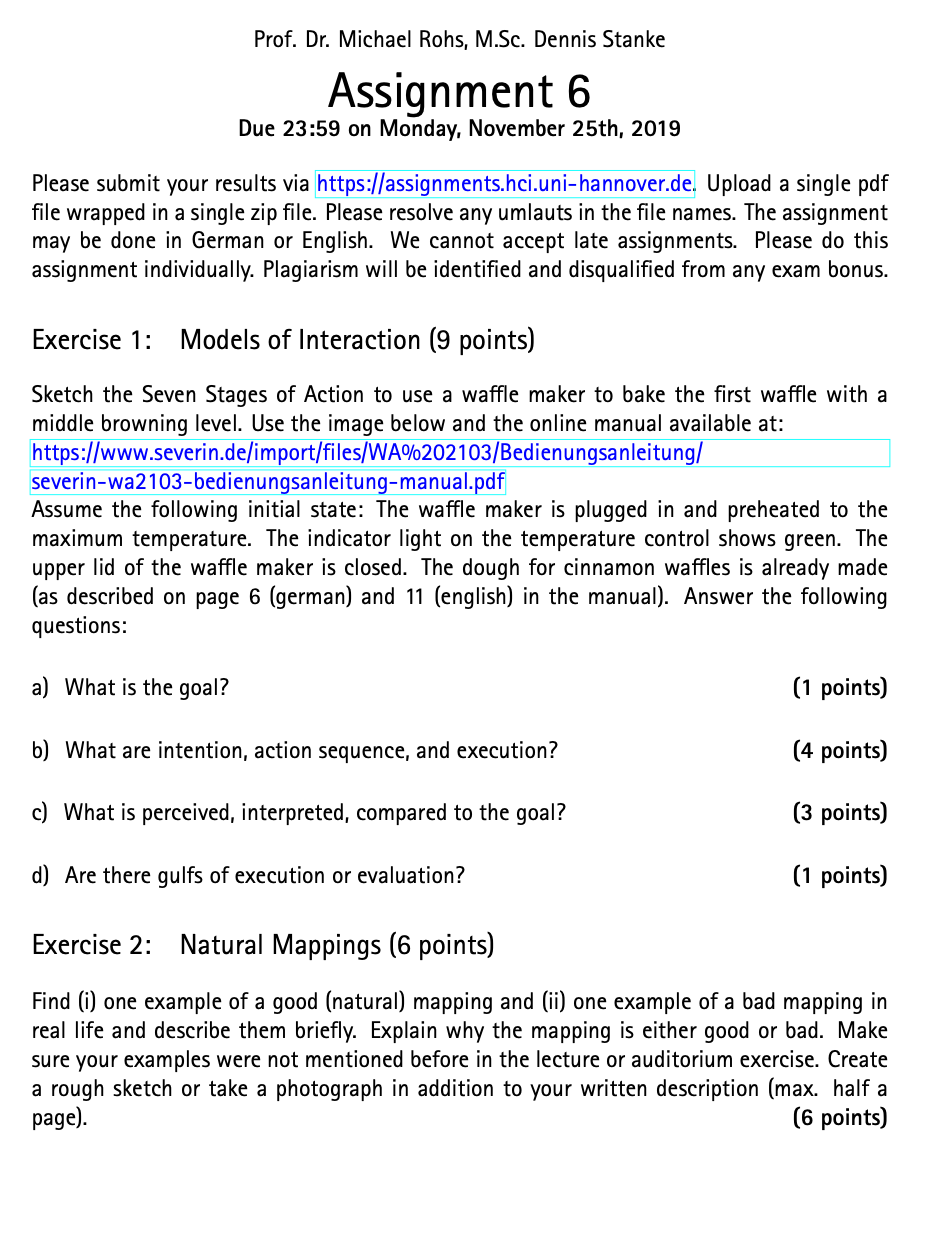 Prof. Dr. Michael Rohs, M.Sc. Dennis Stanke
Assignment 6
Due 23:59 on Monday, November 25th, 2019
Please submit your results via https://assignments.hci.uni-hannover.de. Upload a single pdf
file wrapped in a single zip file. Please resolve any umlauts in the file names. The assignment
may be done in German or English. We cannot accept late assignments. Please do this
assignment individually. Plagiarism will be identified and disqualified from any exam bonus.
Exercise 1: Models of Interaction (9 points)
Sketch the Seven Stages of Action to use a waffle maker to bake the first waffle with a
middle browning level. Use the image below and the online manual available at:
https://www.severin.de/import/files/WA%202103/Bedienungsanleitung/
severin-wa2103-bedienungsanleitung-manual.pdf
Assume the following initial state: The waffle maker is plugged in and preheated to the
maximum temperature. The indicator light on the temperature control shows green. The
upper lid of the waffle maker is closed. The dough for cinnamon waffles is already made
(as described on page 6 (german) and 11 (english) in the manual). Answer the following
questions:
a) What is the goal? (1 points)
b) What are intention, action sequence, and execution? (4 points)
c) What is perceived, interpreted, compared to the goal? (3 points)
d) Are there gulfs of execution or evaluation? (1 points)
Exercise 2: Natural Mappings (6 points)
Find (i) one example of a good (natural) mapping and (ii) one example of a bad mapping in
real life and describe them briefly. Explain why the mapping is either good or bad. Make
sure your examples were not mentioned before in the lecture or auditorium exercise. Create
a rough sketch or take a photograph in addition to your written description (max. half a
page). (6 points)